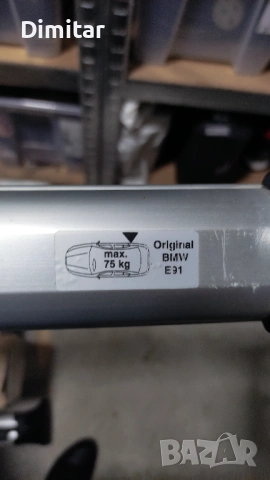 Dimitar
max.
75 kg
Original
BMW
E91
BAZAR